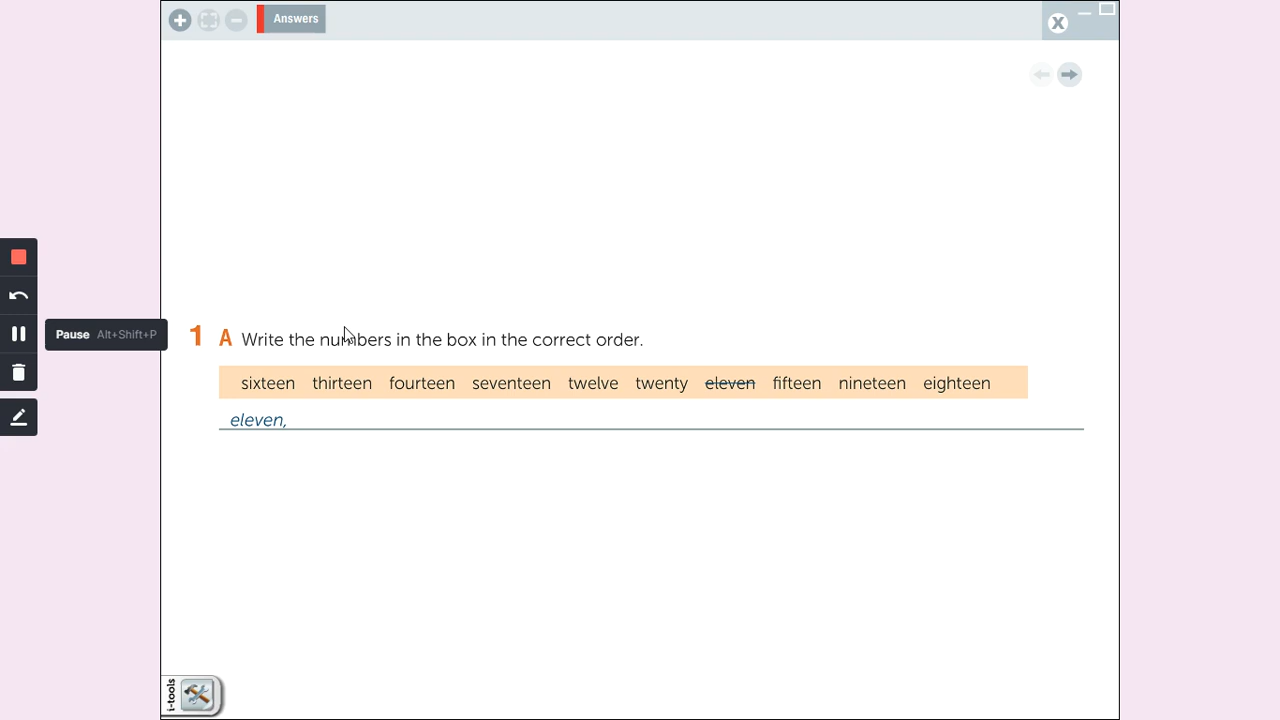 Answers
X
Pause Alt+Shift+P
1 A Write the numbers in the box in the correct order.
sixteen thirteen fourteen seventeen twelve twenty eleven fifteen nineteen eighteen
eleven,
i-tools